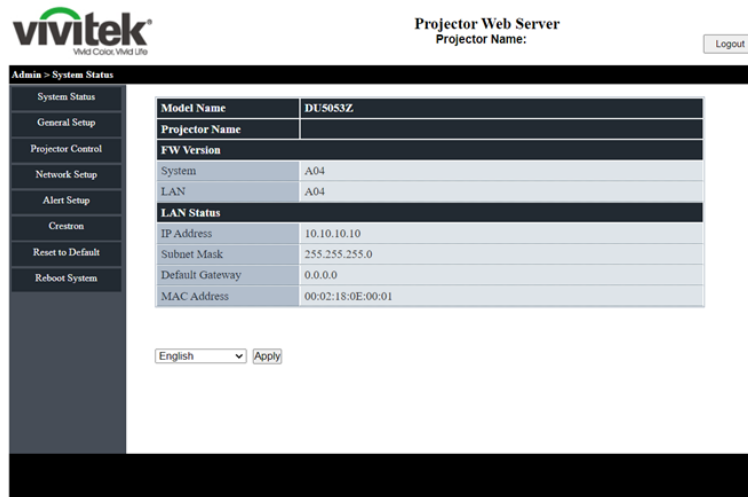 vivitek
Vivid Color, Vivid Life
Projector Web Server
Projector Name:
Logout
Admin > System Status
System Status
General Setup
Projector Control
Network Setup
Alert Setup
Crestron
Reset to Default
Reboot System
Model Name DU5053Z
Projector Name
FW Version
System A04
LAN A04
LAN Status
IP Address 10.10.10.10
Subnet Mask 255.255.255.0
Default Gateway 0.0.0.0
MAC Address 00:02:18:0E:00:01
English Apply